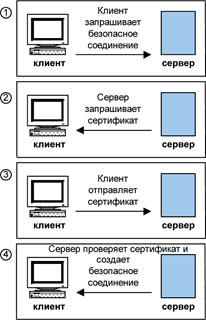 1
Клиент
запрашивает
безопасное
соединение
клиент
сервер
2
Сервер
запрашивает
сертификат
клиент
сервер
3
Клиент
отправляет
сертификат
клиент
сервер
4
Сервер проверяет сертификат и
создает
безопасное
соединение
клиент
сервер